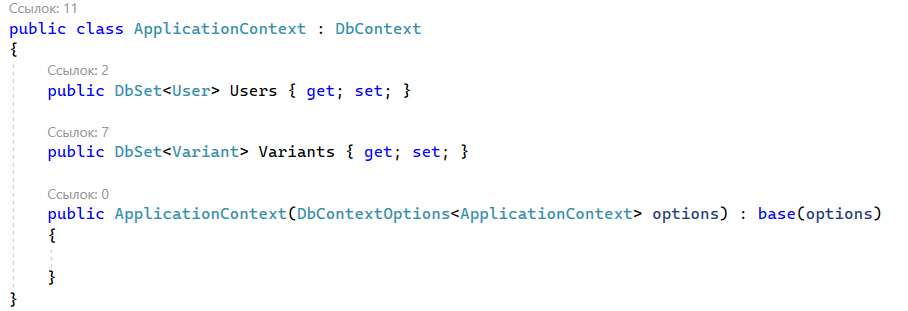 Ссылок: 11
public class ApplicationContext : DbContext
{
Ссылок: 2
public DbSet<User> Users { get; set; }
Ссылок: 7
public DbSet<Variant> Variants { get; set; }
Ссылок: 0
public ApplicationContext(DbContextOptions<ApplicationContext> options) : base(options)
{
}
}